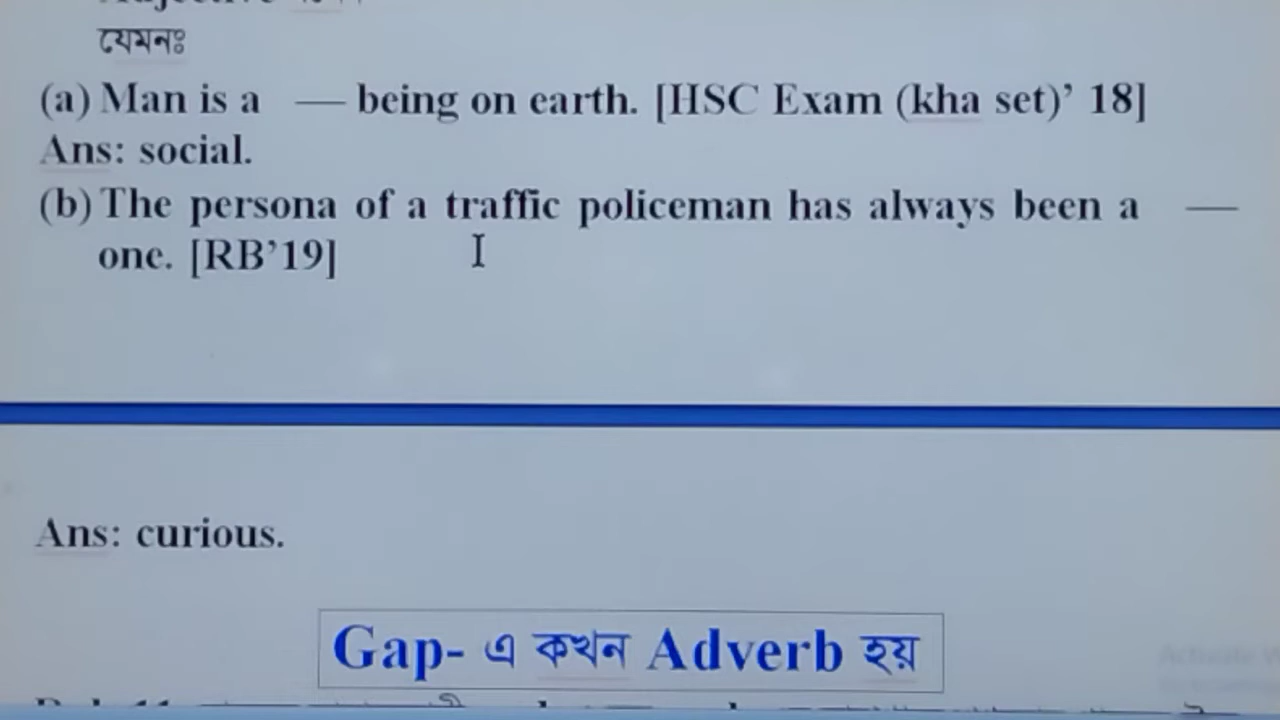 যেমনঃ
(a) Man is a — being on earth. [HSC Exam (kha set)’ 18]
Ans: social.
(b) The persona of a traffic policeman has always been a —
one. [RB’19]
Ans: curious.
Gap- এ কখন Adverb হয়